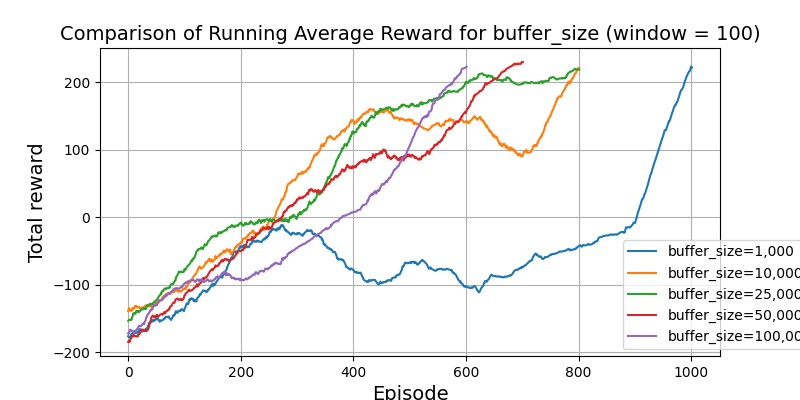 Comparison of Running Average Reward for buffer_size (window = 100)
Total reward
200
100
0
−100
−200
0
200
400
600
800
1000
Episode
buffer_size=1,000
buffer_size=10,000
buffer_size=25,000
buffer_size=50,000
buffer_size=100,00